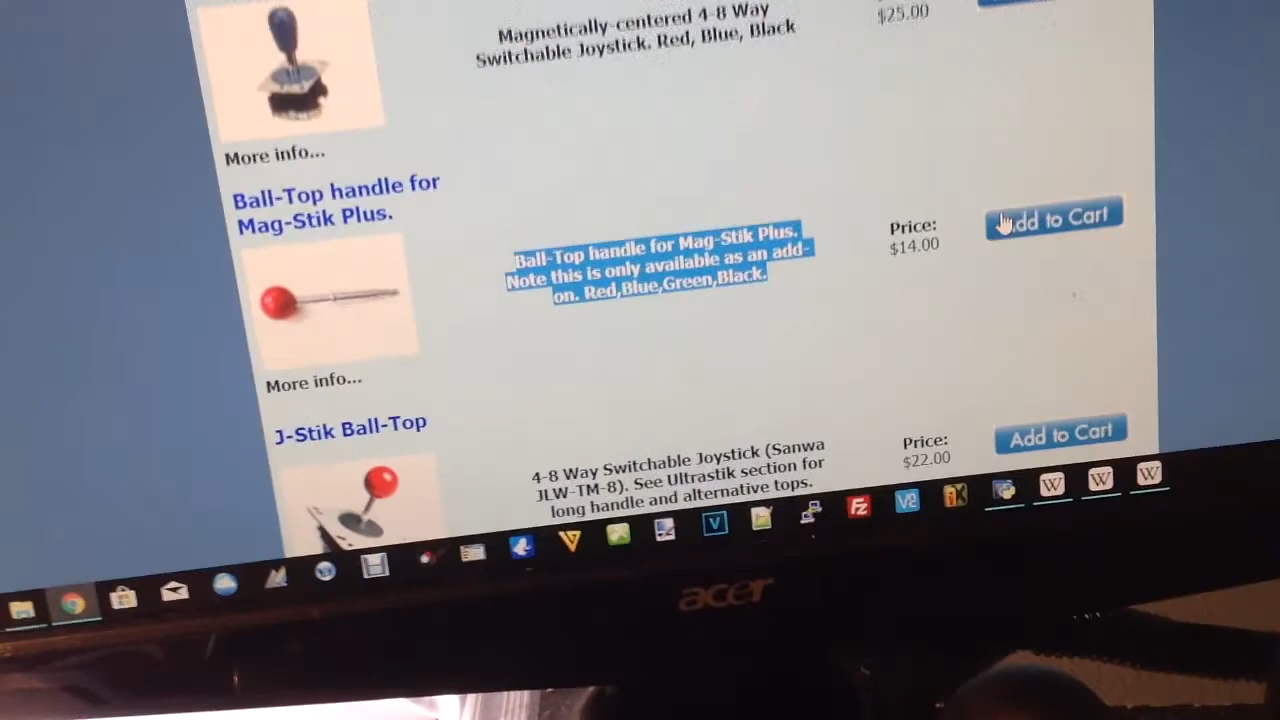 Magnetically-centered 4-8 Way
Switchable Joystick. Red, Blue, Black
$25.00
More info...
Ball-Top handle for
Mag-Stik Plus.
Ball-Top handle for Mag-Stik Plus.
Note this is only available as an add-
on. Red,Blue,Green,Black.
Price:
$14.00
Add to Cart
More info...
J-Stik Ball-Top
4-8 Way Switchable Joystick (Sanwa
JLW-TM-8). See Ultrastik section for
long handle and alternative tops.
Price:
$22.00
Add to Cart
acer